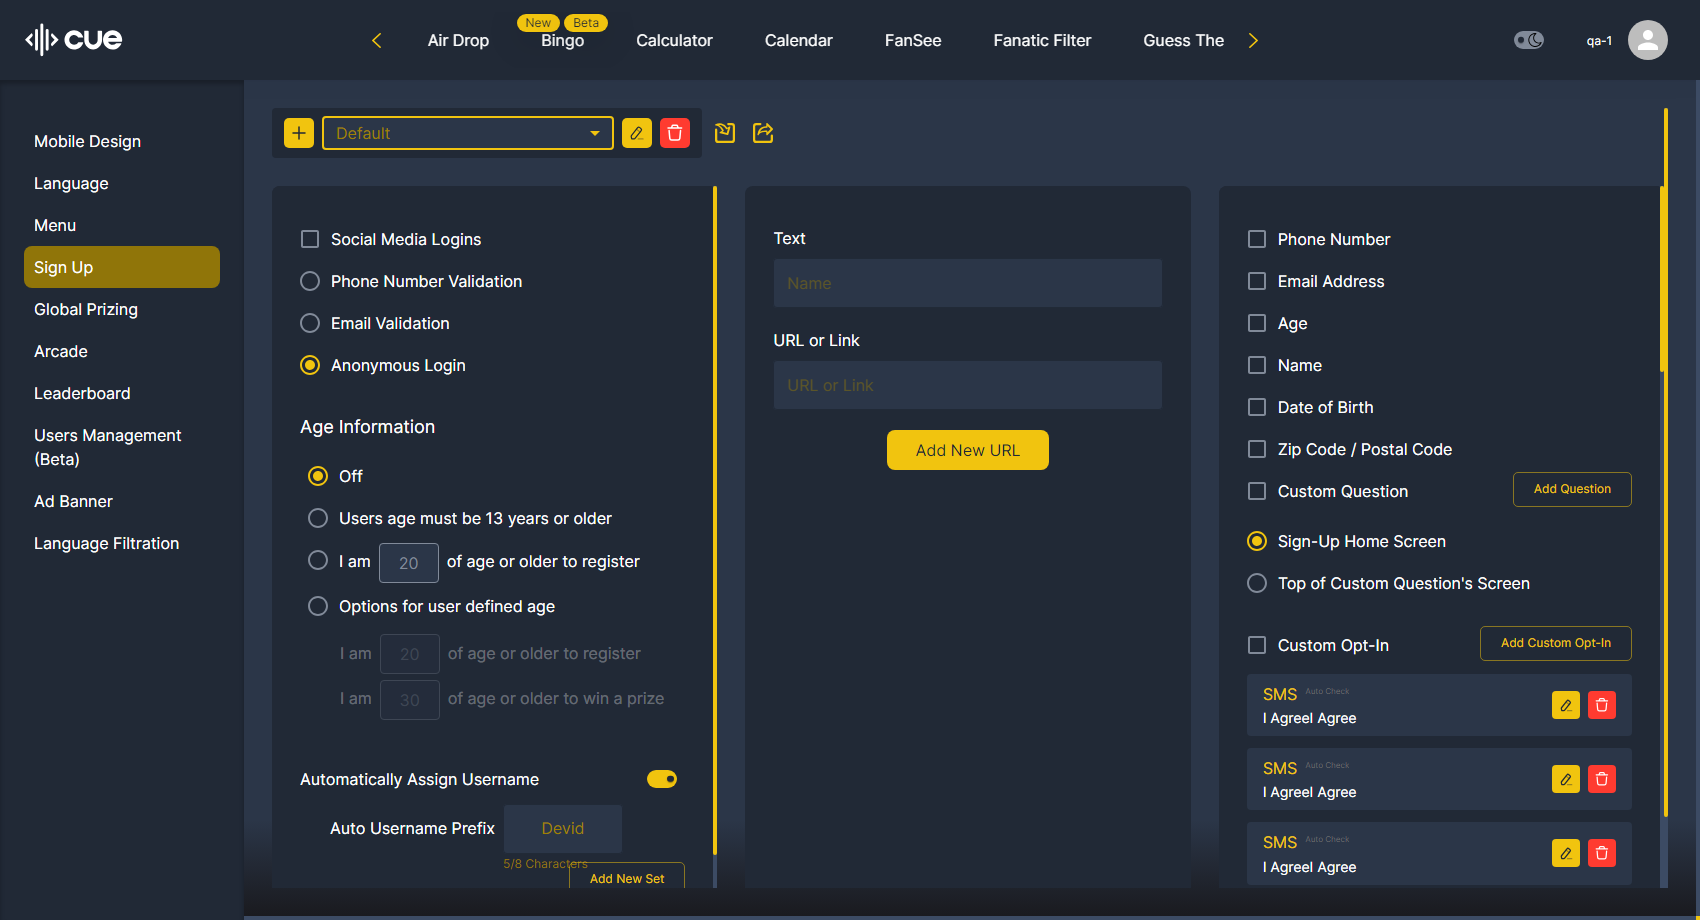 cue
New
Beta
Air Drop
Bingo
Calculator
Calendar
FanSee
Fanatic Filter
Guess The
qa-1
Mobile Design
Language
Menu
Sign Up
Global Prizing
Arcade
Leaderboard
Users Management
(Beta)
Ad Banner
Language Filtration
Default
Social Media Logins
Phone Number Validation
Email Validation
Anonymous Login
Age Information
Off
Users age must be 13 years or older
I am 20 of age or older to register
Options for user defined age
I am 20 of age or older to register
I am 30 of age or older to win a prize
Automatically Assign Username
Auto Username Prefix Devid
5/8 Characters
Add New Set
Text
Name
URL or Link
URL or Link
Add New URL
Phone Number
Email Address
Age
Name
Date of Birth
Zip Code / Postal Code
Custom Question
Add Question
Sign-Up Home Screen
Top of Custom Question's Screen
Custom Opt-In
Add Custom Opt-In
SMS Auto Check
I AgreeI Agree
SMS Auto Check
I AgreeI Agree
SMS Auto Check
I AgreeI Agree